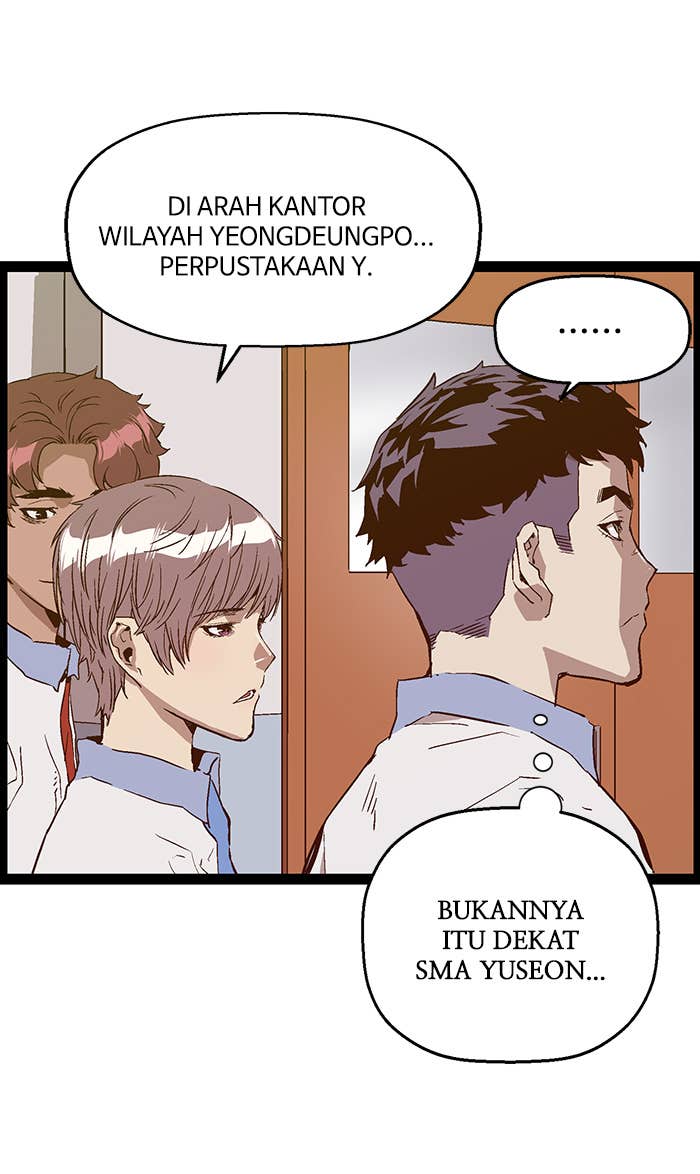 DI ARAH KANTOR
WILAYAH YEONGDEUNGPO...
PERPUSTAKAAN Y.
......
BUKANNYA
ITU DEKAT
SMA YUSEON...